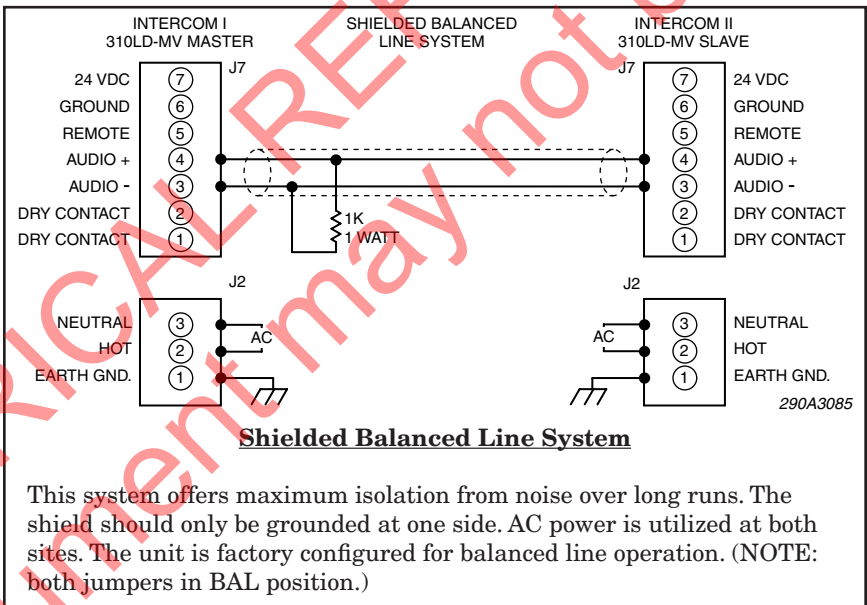 INTERCOM I
310LD-MV MASTER
SHIELDED BALANCED
LINE SYSTEM
INTERCOM II
310LD-MV SLAVE
J7
24 VDC 7
GROUND 6
REMOTE 5
AUDIO + 4
AUDIO - 3
DRY CONTACT 2
DRY CONTACT 1
1K
1 WATT
J7
7 24 VDC
6 GROUND
5 REMOTE
4 AUDIO +
3 AUDIO -
2 DRY CONTACT
1 DRY CONTACT
J2
NEUTRAL 3
HOT 2
EARTH GND. 1
AC
J2
AC
3 NEUTRAL
2 HOT
1 EARTH GND.
290A3085
Shielded Balanced Line System
This system offers maximum isolation from noise over long runs. The
shield should only be grounded at one side. AC power is utilized at both
sites. The unit is factory configured for balanced line operation. (NOTE:
both jumpers in BAL position.)
may not